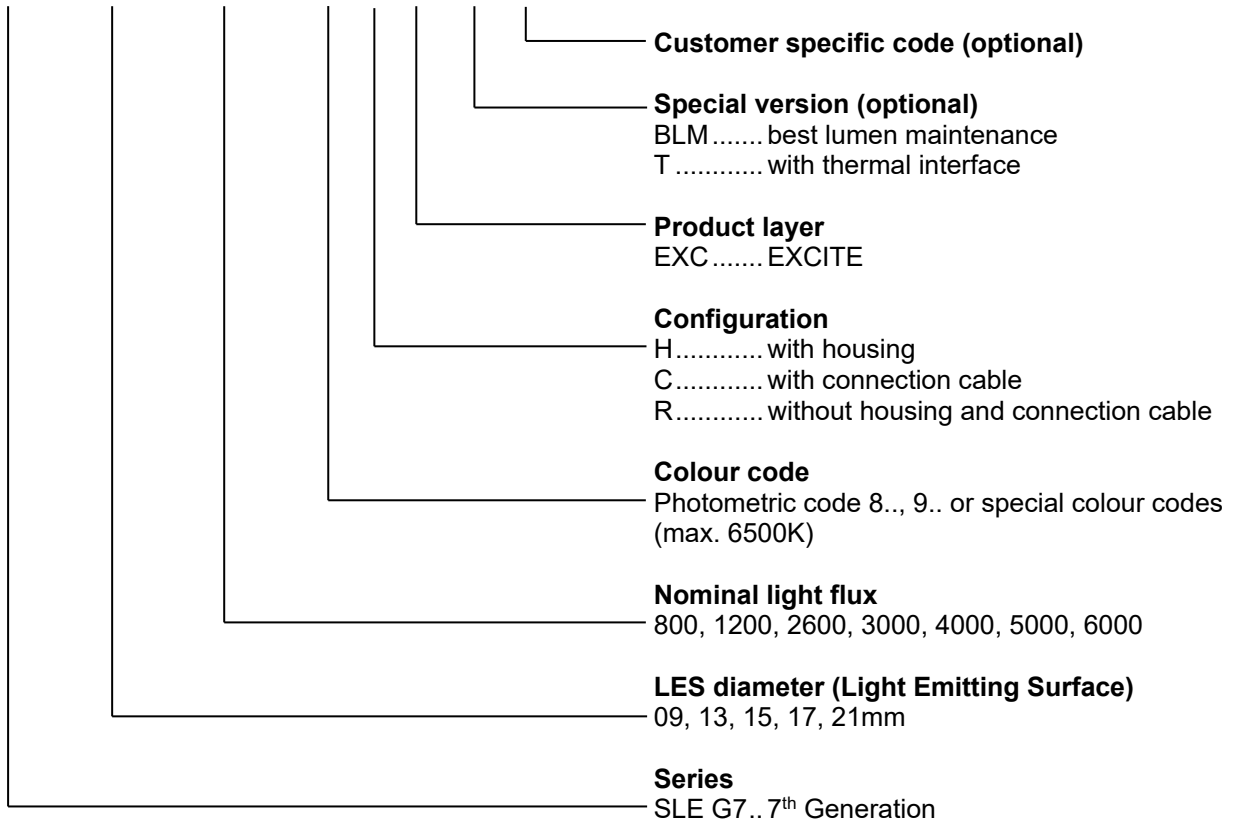 Customer specific code (optional)
Special version (optional)
BLM ....... best lumen maintenance
T ............ with thermal interface
Product layer
EXC ....... EXCITE
Configuration
H ............ with housing
C ............ with connection cable
R ............ without housing and connection cable
Colour code
Photometric code 8.., 9.. or special colour codes
(max. 6500K)
Nominal light flux
800, 1200, 2600, 3000, 4000, 5000, 6000
LES diameter (Light Emitting Surface)
09, 13, 15, 17, 21mm
Series
SLE G7.. 7th Generation